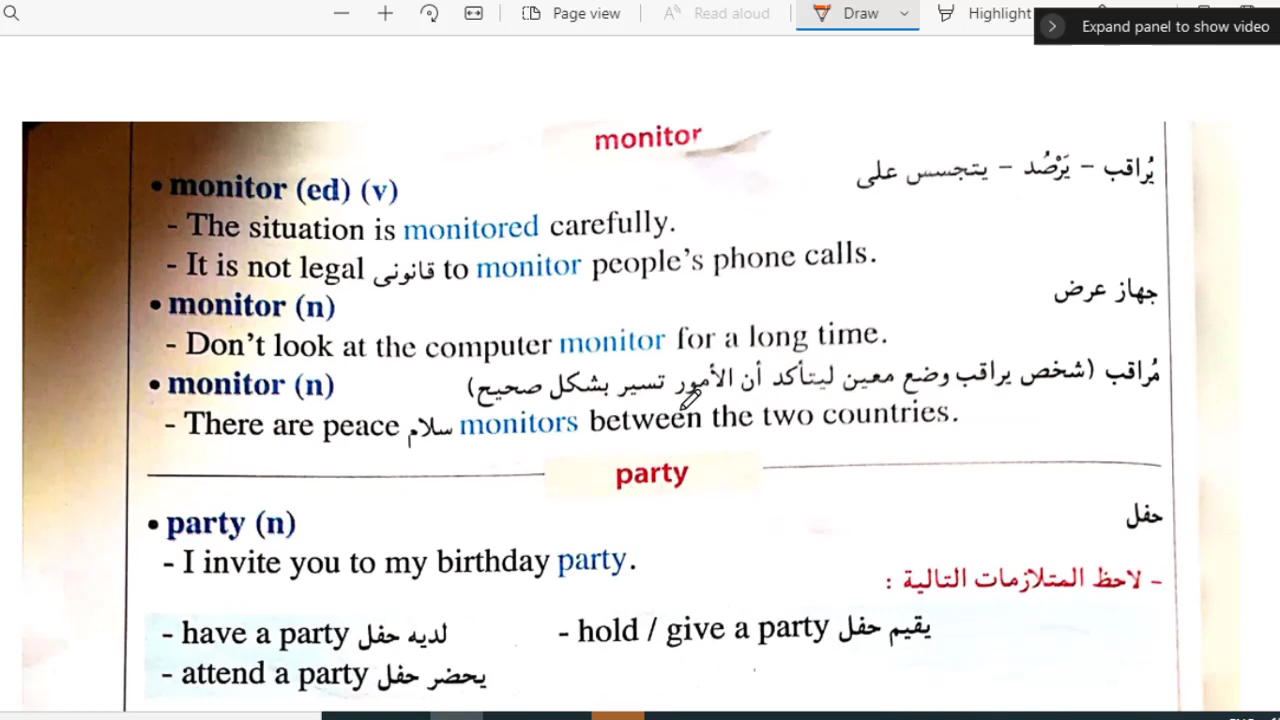 Page view
Read aloud
Draw
Highlight
Expand panel to show video
monitor
• monitor (ed) (v) يُراقب – يَرْصُد – يتجسس على
- The situation is monitored carefully.
- It is not legal قانونى to monitor people's phone calls.
• monitor (n) جهاز عرض
- Don't look at the computer monitor for a long time.
• monitor (n) مُراقب (شخص يراقب وضع معين ليتأكد أن الأمور تسير بشكل صحيح)
- There are peace سلام monitors between the two countries.
party
• party (n) حفل
- I invite you to my birthday party.
- لاحظ المتلازمات التالية :
- have a party لديه حفل - hold / give a party يقيم حفل
- attend a party يحضر حفل